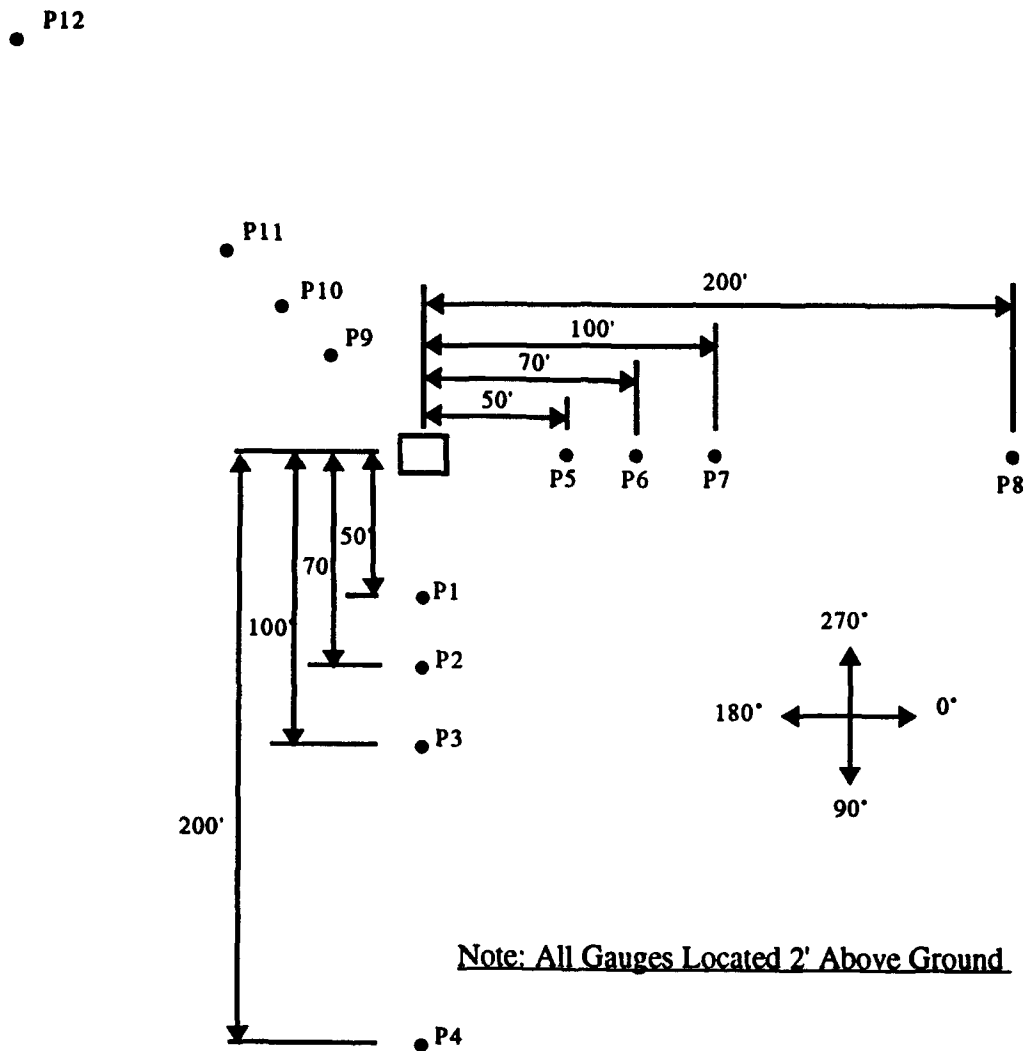 P12
P11
P10
P9
200'
100'
70'
50'
P5
P6
P7
P8
50'
70
100'
200'
P1
P2
P3
P4
270°
180°
0°
90°
Note: All Gauges Located 2' Above Ground